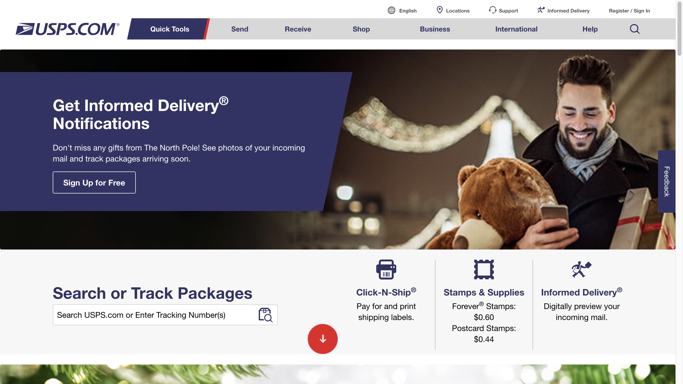 English
Locations
Support
Informed Delivery
Register / Sign In
USPS.COM®
Quick Tools
Send
Receive
Shop
Business
International
Help
Get Informed Delivery®
Notifications
Don't miss any gifts from The North Pole! See photos of your incoming
mail and track packages arriving soon.
Sign Up for Free
Feedback
Search or Track Packages
Search USPS.com or Enter Tracking Number(s)
Click-N-Ship®
Pay for and print
shipping labels.
Stamps & Supplies
Forever® Stamps:
$0.60
Postcard Stamps:
$0.44
Informed Delivery®
Digitally preview your
incoming mail.